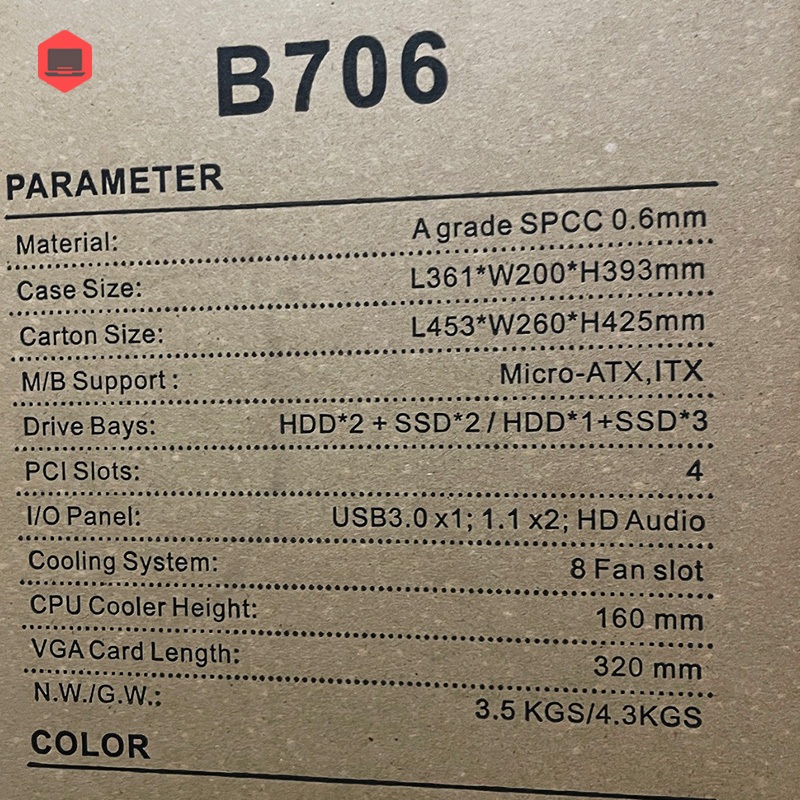 B706
PARAMETER
Material: A grade SPCC 0.6mm
Case Size: L361*W200*H393mm
Carton Size: L453*W260*H425mm
M/B Support : Micro-ATX,ITX
Drive Bays: HDD*2 + SSD*2 / HDD*1+SSD*3
PCI Slots: 4
I/O Panel: USB3.0 x1; 1.1 x2; HD Audio
Cooling System: 8 Fan slot
CPU Cooler Height: 160 mm
VGA Card Length: 320 mm
N.W./G.W.: 3.5 KGS/4.3KGS
COLOR